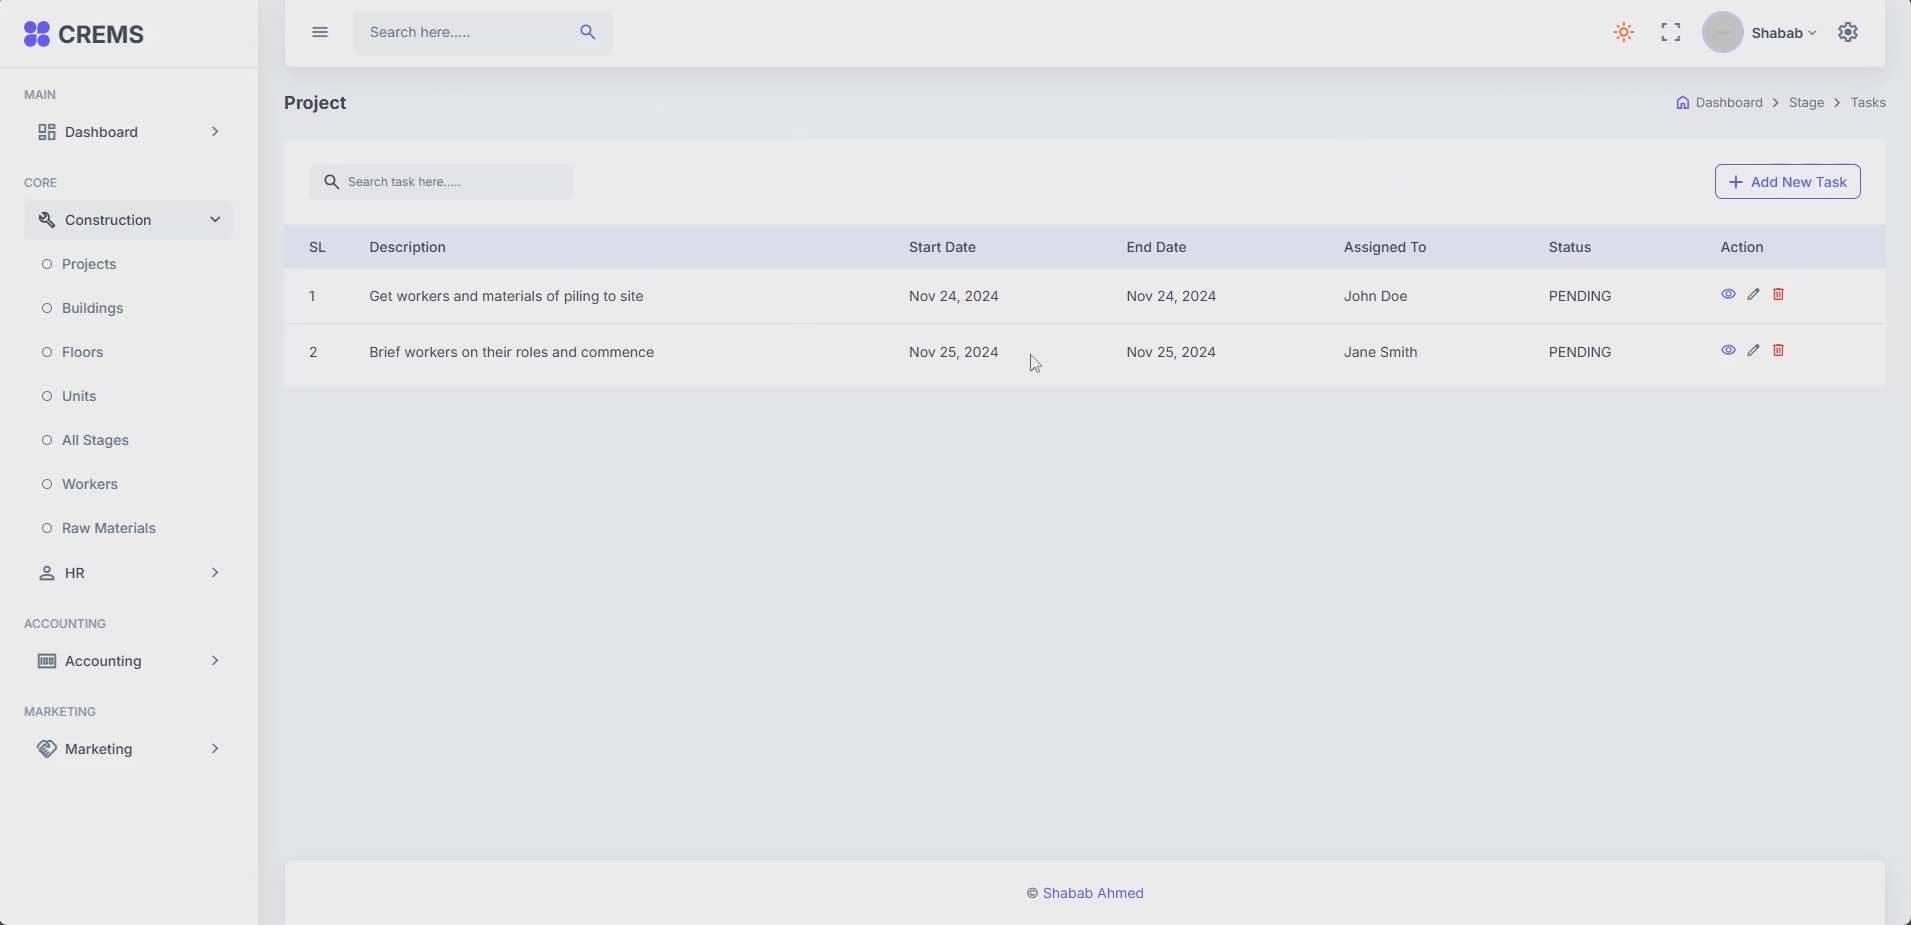 CREMS
Search here.....
Shabab
MAIN
Dashboard
CORE
Construction
Projects
Buildings
Floors
Units
All Stages
Workers
Raw Materials
HR
ACCOUNTING
Accounting
MARKETING
Marketing
Project
Dashboard > Stage > Tasks
Search task here.....
+ Add New Task
SL Description Start Date End Date Assigned To Status Action
1 Get workers and materials of piling to site Nov 24, 2024 Nov 24, 2024 John Doe PENDING
2 Brief workers on their roles and commence Nov 25, 2024 Nov 25, 2024 Jane Smith PENDING
© Shabab Ahmed